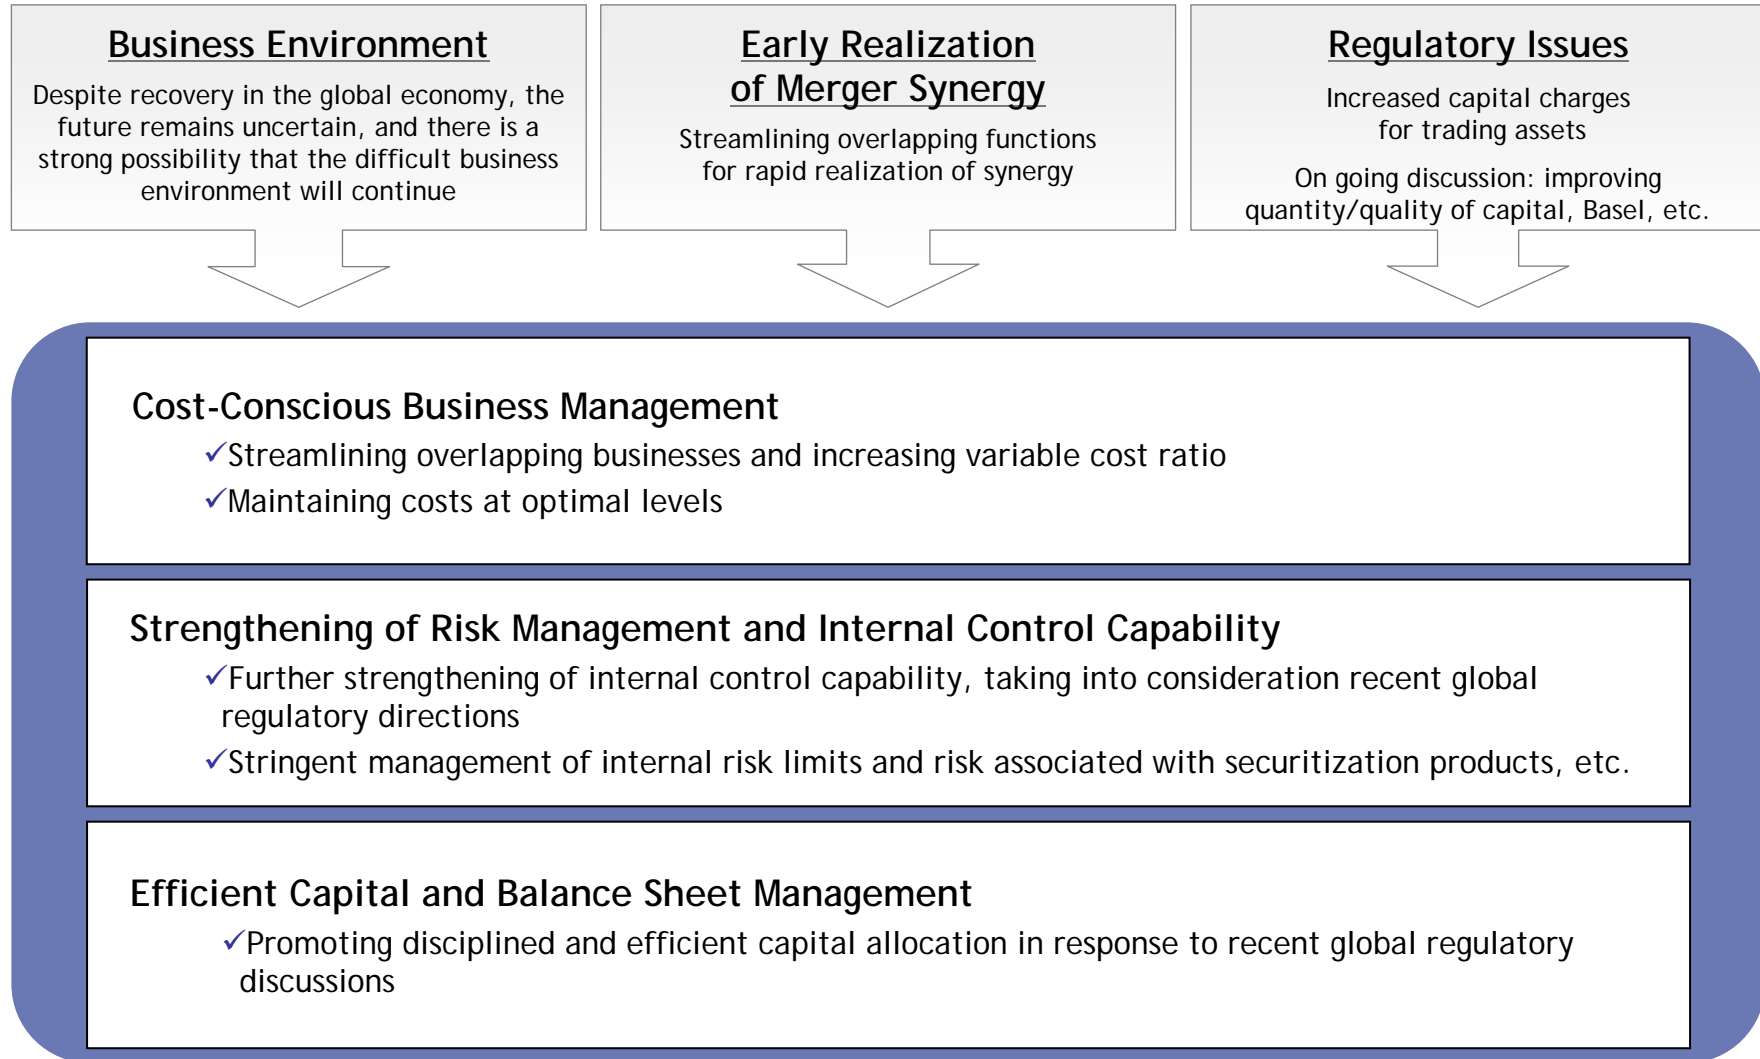 Business Environment
Despite recovery in the global economy, the
future remains uncertain, and there is a
strong possibility that the difficult business
environment will continue
Early Realization
of Merger Synergy
Streamlining overlapping functions
for rapid realization of synergy
Regulatory Issues
Increased capital charges
for trading assets
On going discussion: improving
quantity/quality of capital, Basel, etc.
Cost-Conscious Business Management
✓Streamlining overlapping businesses and increasing variable cost ratio
✓Maintaining costs at optimal levels
Strengthening of Risk Management and Internal Control Capability
✓Further strengthening of internal control capability, taking into consideration recent global
regulatory directions
✓Stringent management of internal risk limits and risk associated with securitization products, etc.
Efficient Capital and Balance Sheet Management
✓Promoting disciplined and efficient capital allocation in response to recent global regulatory
discussions